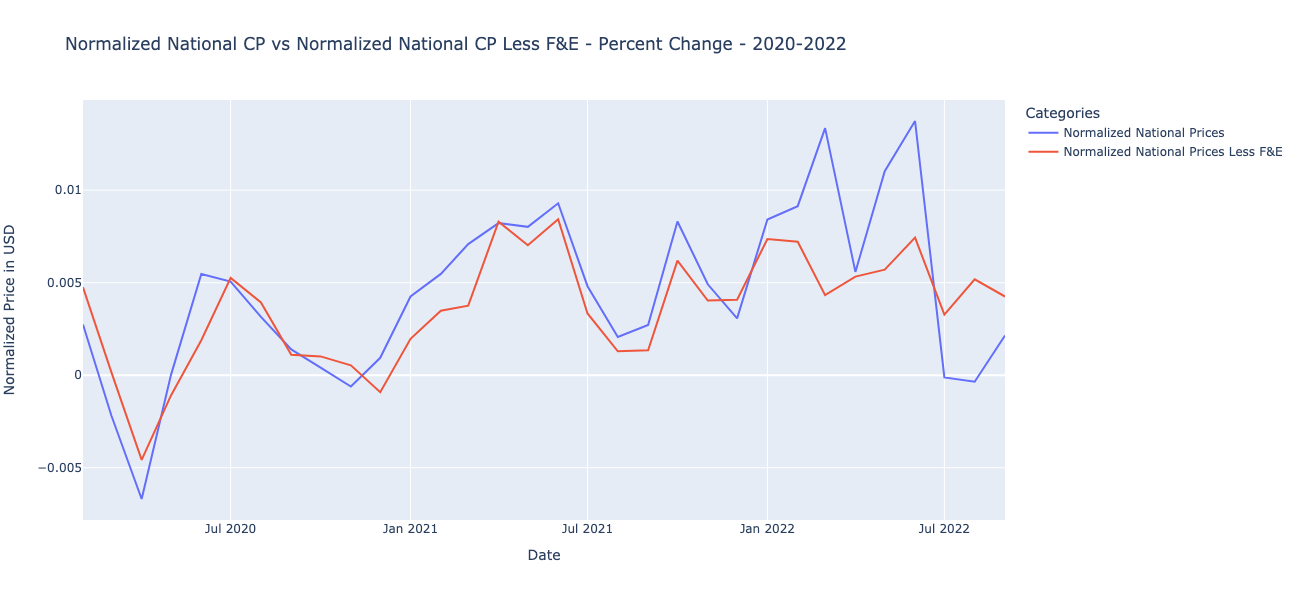 Normalized National CP vs Normalized National CP Less F&E - Percent Change - 2020-2022
Categories
Normalized National Prices
Normalized National Prices Less F&E
Normalized Price in USD
0.01
0.005
0
−0.005
Jul 2020
Jan 2021
Jul 2021
Jan 2022
Jul 2022
Date